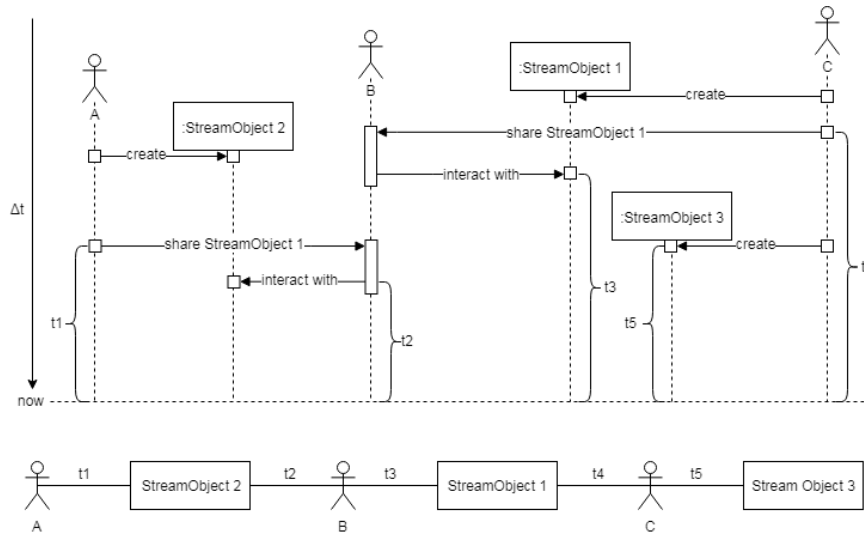 :StreamObject 1
C
B
create
A
:StreamObject 2
share StreamObject 1
create
interact with
Δt
:StreamObject 3
share StreamObject 1
create
interact with
t
t3
t1
t5
t2
now
t1
StreamObject 2
t2
t3
StreamObject 1
t4
t5
Stream Object 3
A
B
C